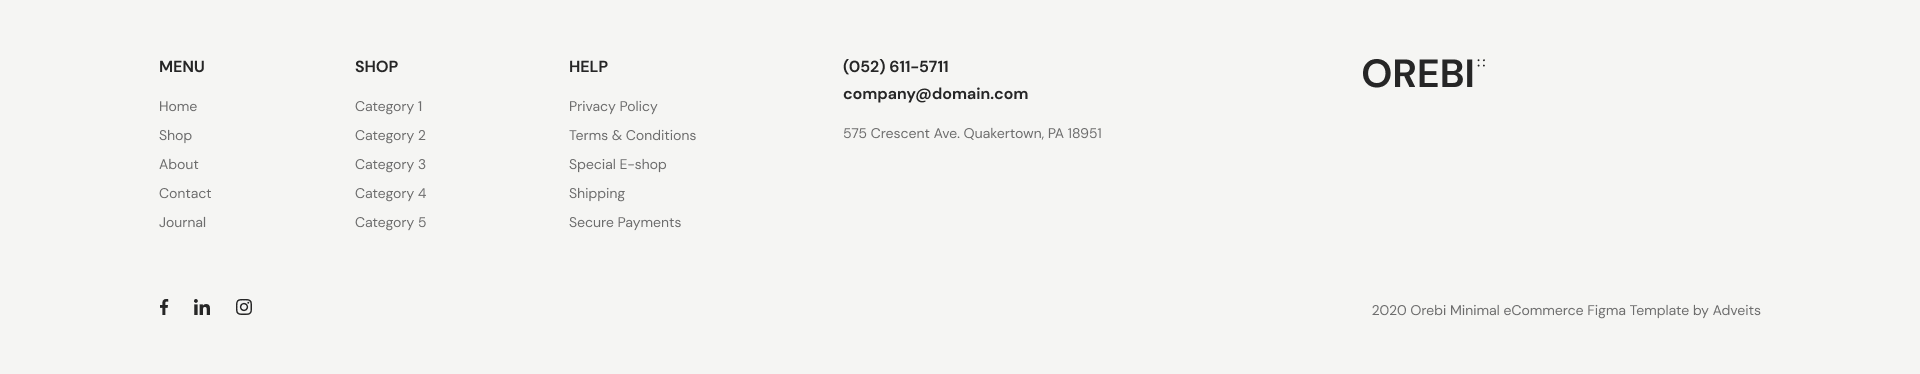 MENU
Home
Shop
About
Contact
Journal
SHOP
Category 1
Category 2
Category 3
Category 4
Category 5
HELP
Privacy Policy
Terms & Conditions
Special E-shop
Shipping
Secure Payments
(052) 611-5711
company@domain.com
575 Crescent Ave. Quakertown, PA 18951
OREBI
2020 Orebi Minimal eCommerce Figma Template by Adveits